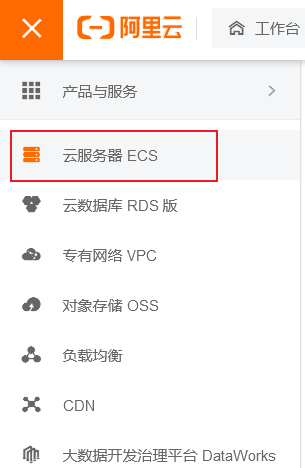 阿里云 工作台
产品与服务
云服务器 ECS
云数据库 RDS 版
专有网络 VPC
对象存储 OSS
负载均衡
CDN
大数据开发治理平台 DataWorks